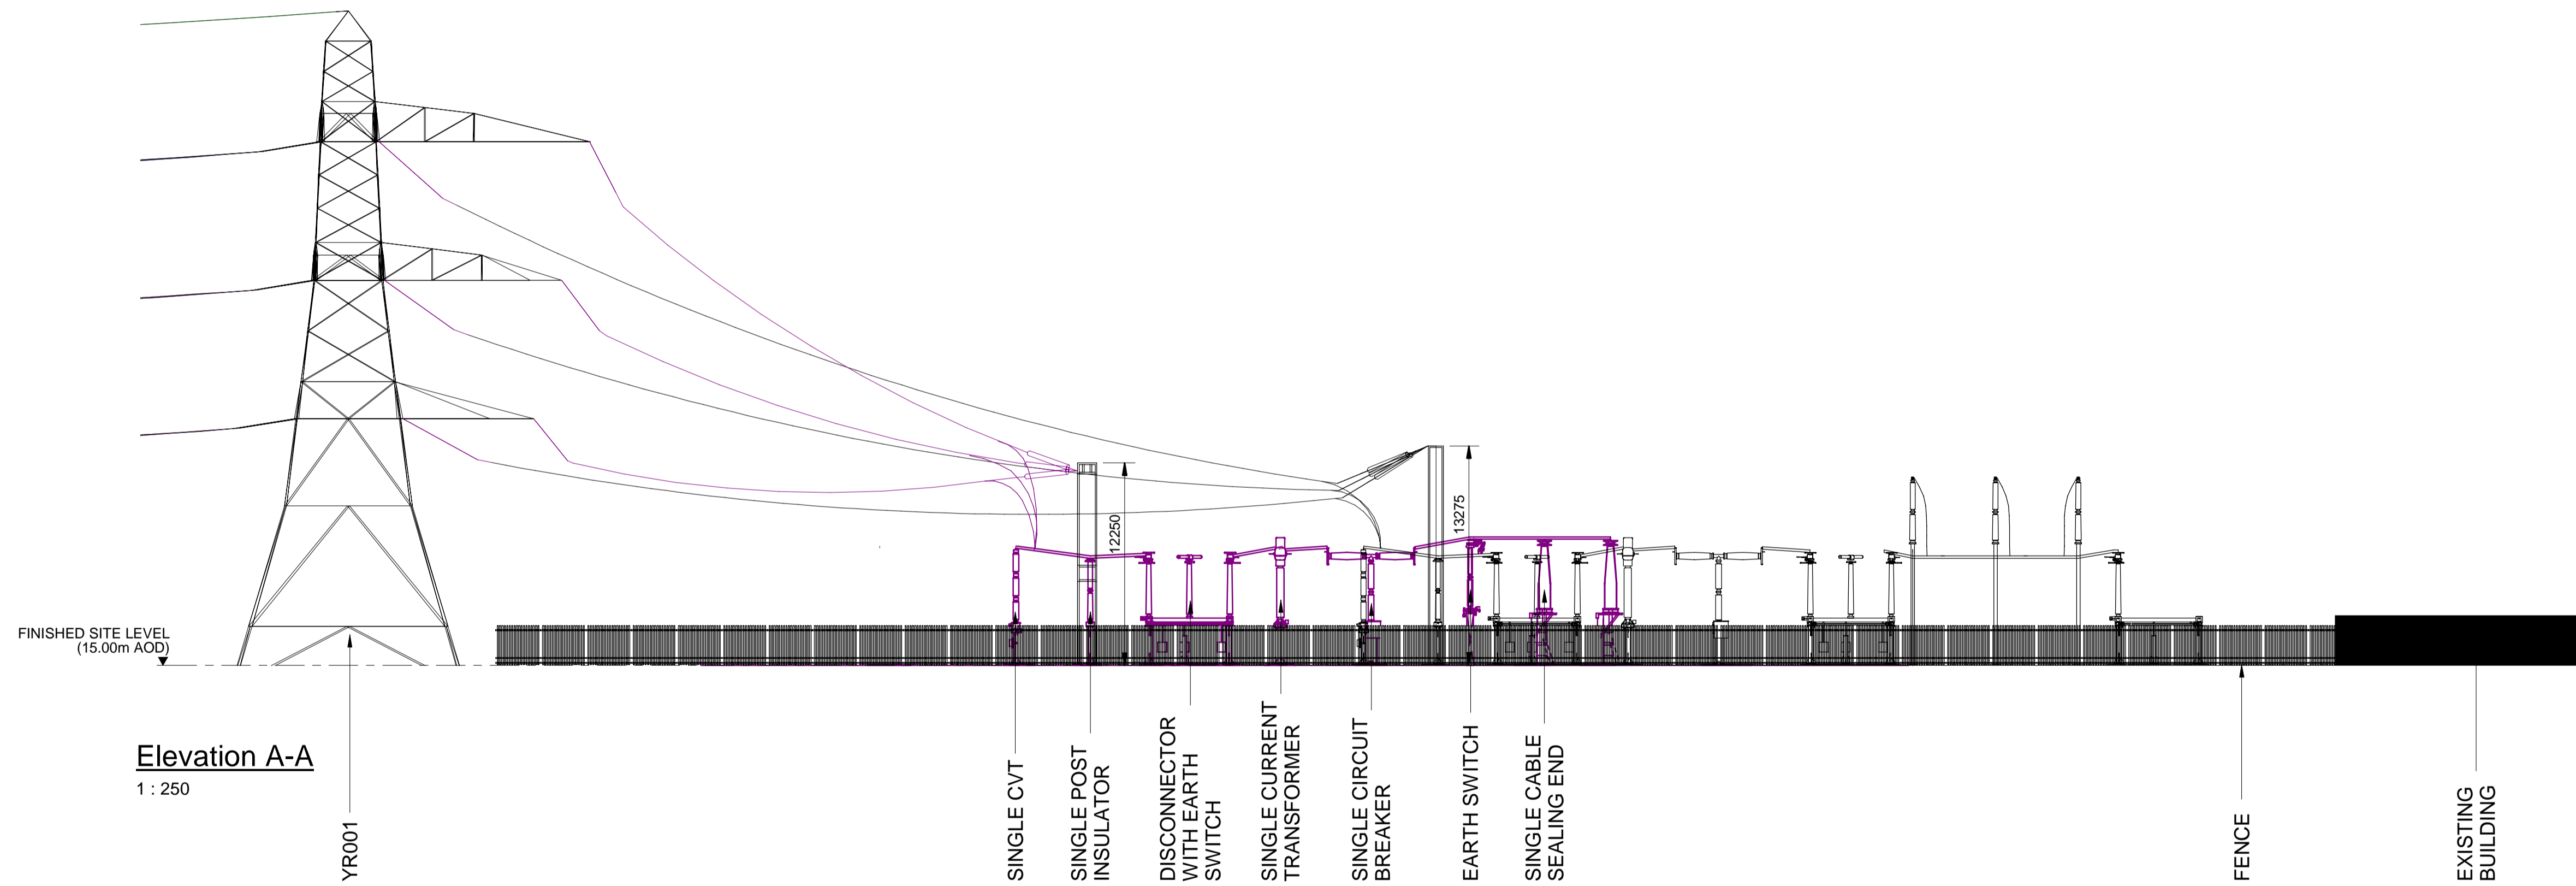 12250
13275
FINISHED SITE LEVEL
(15.00m AOD)
Elevation A-A
1 : 250
YR001
SINGLE CVT
SINGLE POST
INSULATOR
DISCONNECTOR
WITH EARTH
SWITCH
SINGLE CURRENT
TRANSFORMER
SINGLE CIRCUIT
BREAKER
EARTH SWITCH
SINGLE CABLE
SEALING END
FENCE
EXISTING
BUILDING